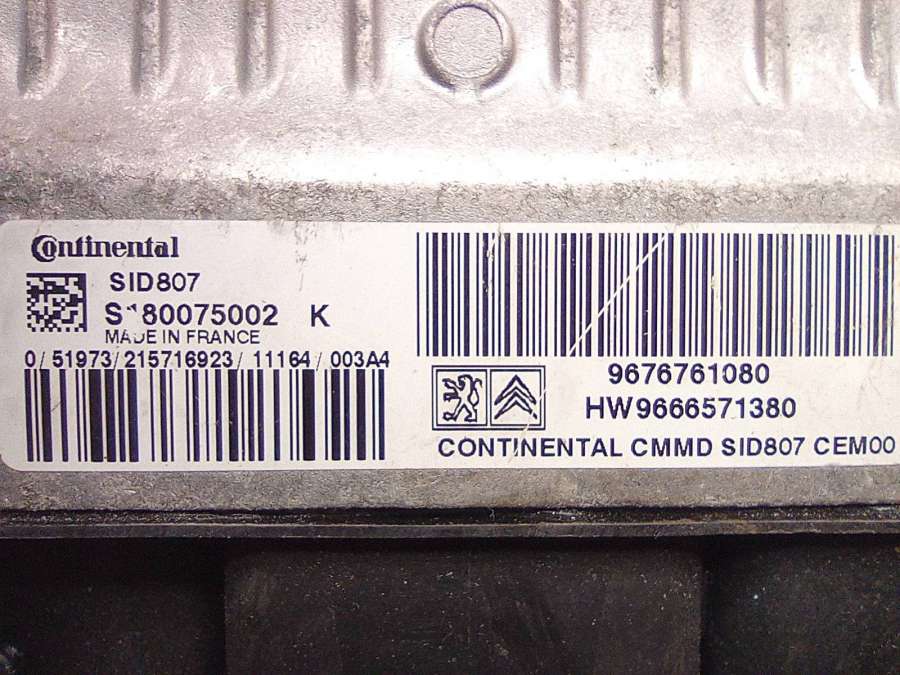 Continental
SID807
S180075002 K
MADE IN FRANCE
0/51973/215716923/11164/003A4
9676761080
HW9666571380
CONTINENTAL CMMD SID807 CEM00